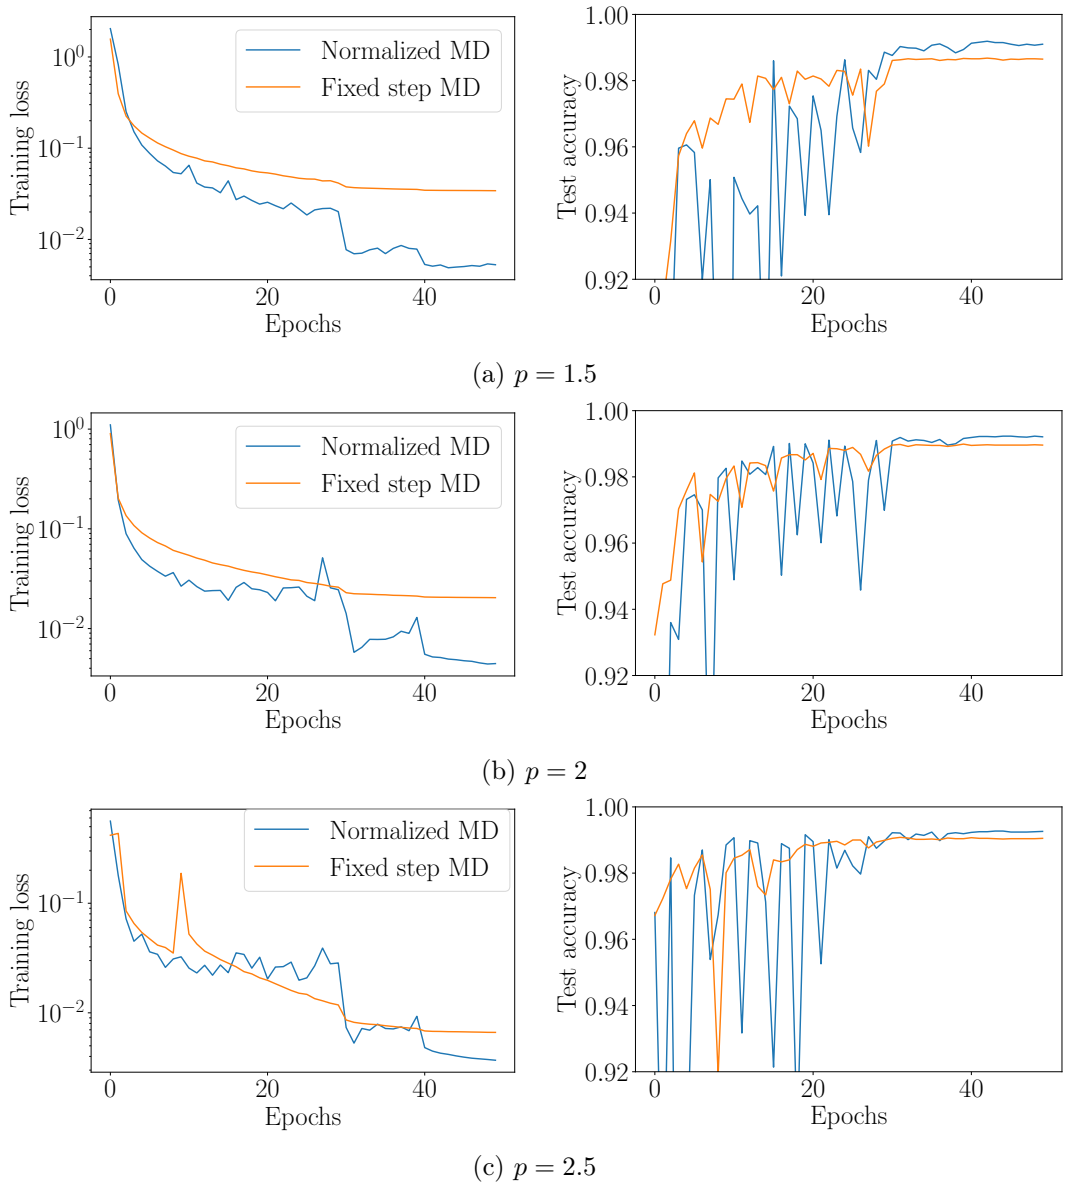 Training loss
10^0
10^{-1}
10^{-2}
Normalized MD
Fixed step MD
0
20
40
Epochs
Test accuracy
1.00
0.98
0.96
0.94
0.92
0
20
40
Epochs
(a) p = 1.5
Training loss
10^0
10^{-1}
10^{-2}
Normalized MD
Fixed step MD
0
20
40
Epochs
Test accuracy
1.00
0.98
0.96
0.94
0.92
0
20
40
Epochs
(b) p = 2
Training loss
10^{-1}
10^{-2}
Normalized MD
Fixed step MD
0
20
40
Epochs
Test accuracy
1.00
0.98
0.96
0.94
0.92
0
20
40
Epochs
(c) p = 2.5